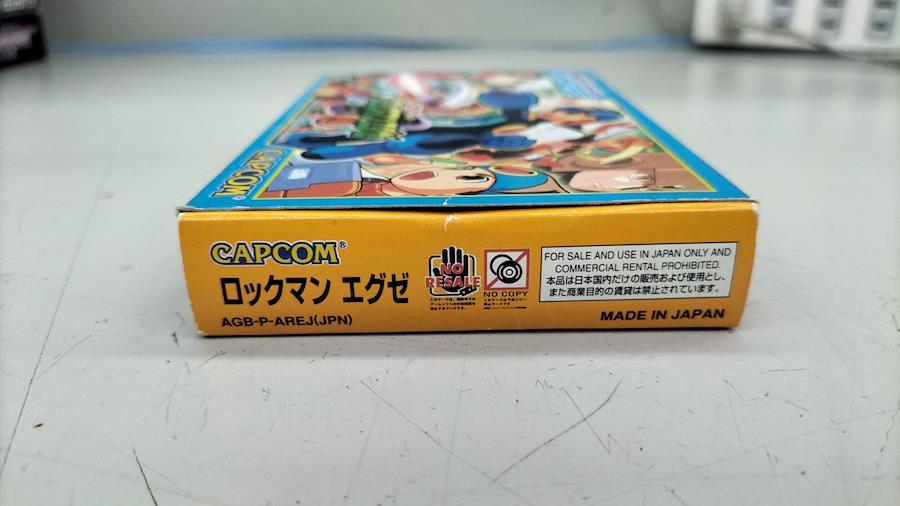 CAPCOM
CAPCOM®
ロックマン エグゼ
AGB-P-AREJ(JPN)
NO
RESALE
NO COPY
FOR SALE AND USE IN JAPAN ONLY AND
COMMERCIAL RENTAL PROHIBITED.
本品は日本国内だけの販売および使用とし、
また商業目的の賃貸は禁止されています。
MADE IN JAPAN